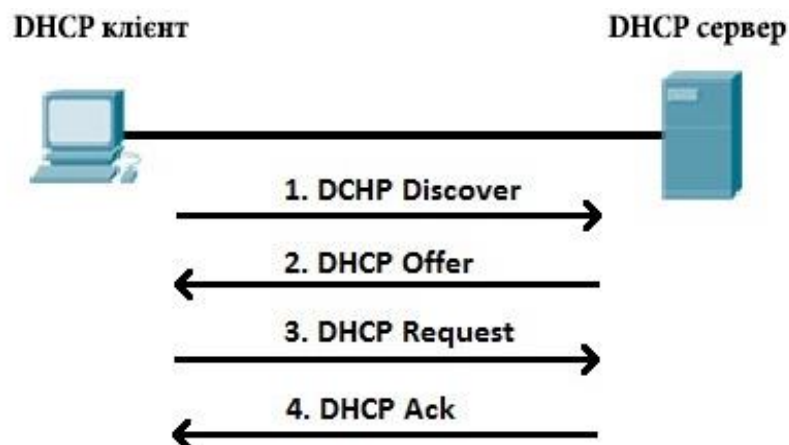 DHCP клієнт
DHCP сервер
1. DCHP Discover
2. DHCP Offer
3. DHCP Request
4. DHCP Ack